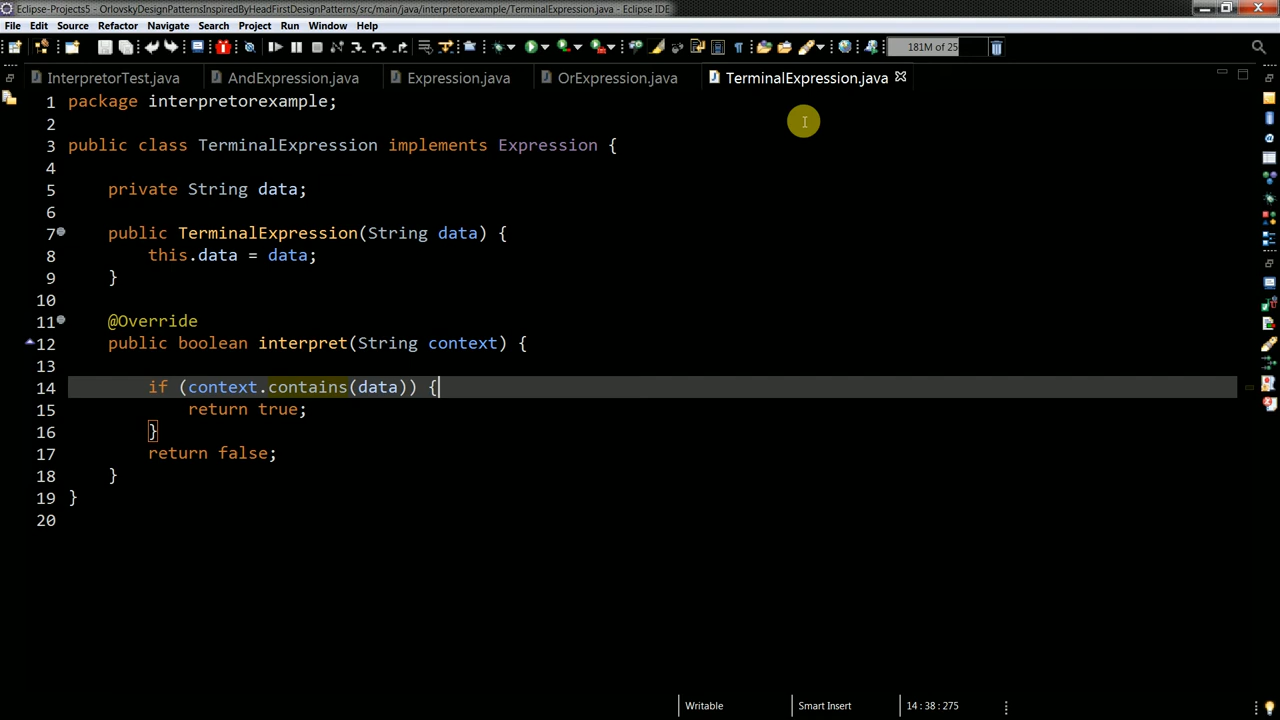 Eclipse-Projects5 - OrlovskyDesignPatternsInspiredByHeadFirstDesignPatterns/src/main/java/interpretorexample/TerminalExpression.java - Eclipse IDE
File Edit Source Refactor Navigate Search Project Run Window Help
181M of 25
InterpretorTest.java AndExpression.java Expression.java OrExpression.java TerminalExpression.java
1 package interpretorexample;
2
3 public class TerminalExpression implements Expression {
4
5 private String data;
6
7 public TerminalExpression(String data) {
8 this.data = data;
9 }
10
11 @Override
12 public boolean interpret(String context) {
13
14 if (context.contains(data)) {
15 return true;
16 }
17 return false;
18 }
19 }
20
Writable Smart Insert 14 : 38 : 275